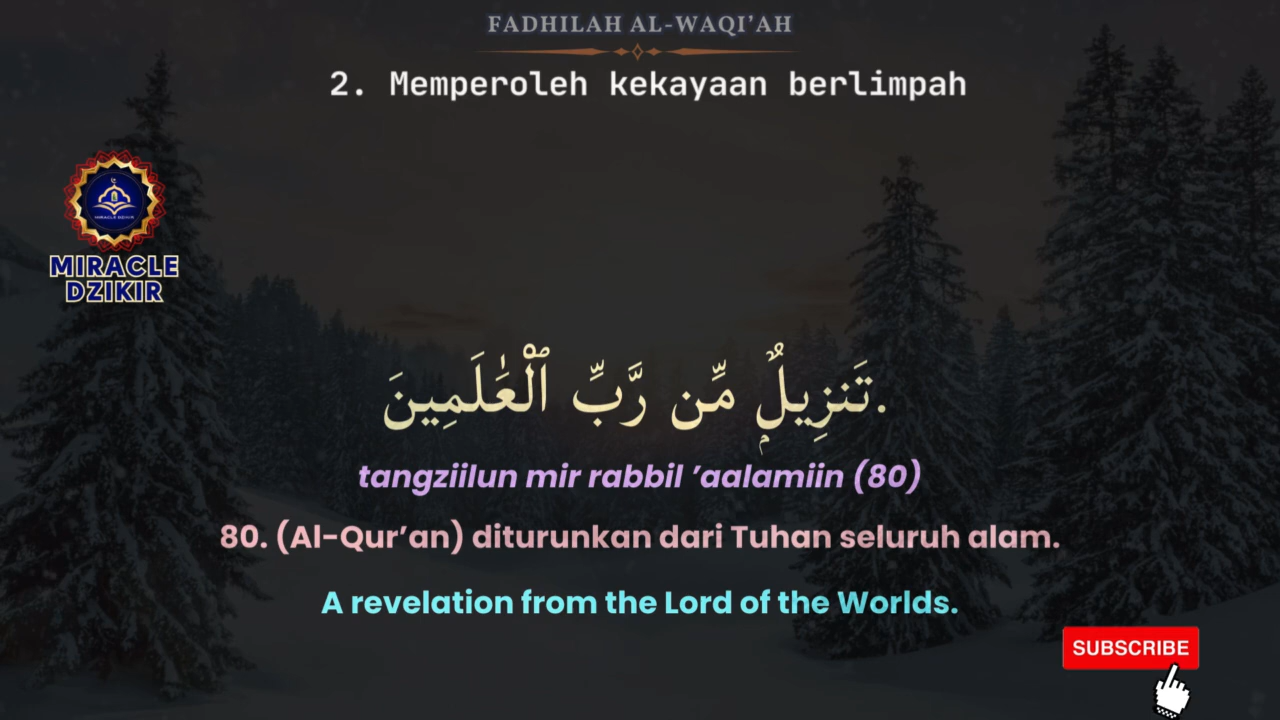 FADHILAH AL-WAQI'AH
2. Memperoleh kekayaan berlimpah
MIRACLE
DZIKIR
تَنزِيلٌۭ مِّن رَّبِّ ٱلْعَٰلَمِينَ.
tangziilun mir rabbil ’aalamiin (80)
80. (Al-Qur’an) diturunkan dari Tuhan seluruh alam.
A revelation from the Lord of the Worlds.
SUBSCRIBE